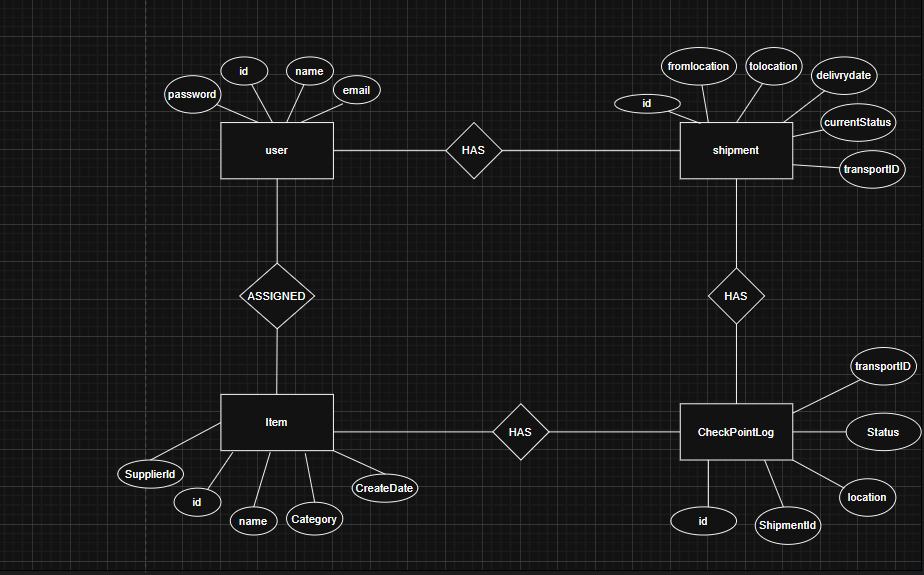 fromlocation
tolocation
id
name
delivrydate
email
password
id
currentStatus
user
HAS
shipment
transportID
ASSIGNED
HAS
transportID
Item
HAS
CheckPointLog
Status
SupplierId
CreateDate
id
location
name
Category
id
ShipmentId